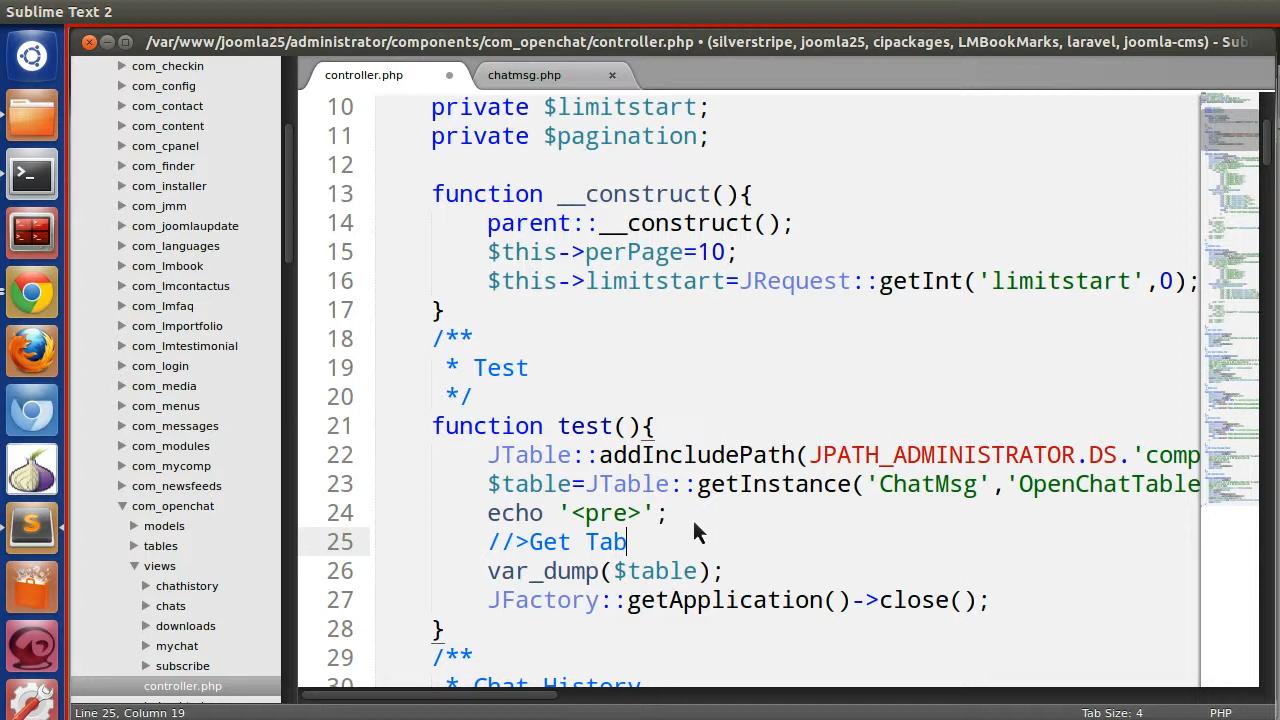 Sublime Text 2
/var/www/joomla25/administrator/components/com_openchat/controller.php • (silverstripe, joomla25, cipackages, LMBookMarks, laravel, joomla-cms) - Sub
controller.php
chatmsg.php
com_checkin
com_config
com_contact
com_content
com_cpanel
com_finder
com_installer
com_jmm
com_joomlaupdate
com_languages
com_lmbook
com_lmcontactus
com_lmfaq
com_lmportfolio
com_lmtestimonial
com_login
com_media
com_menus
com_messages
com_modules
com_mycomp
com_newsfeeds
com_openchat
models
tables
views
chathistory
chats
downloads
mychat
subscribe
controller.php
10 private $limitstart;
11 private $pagination;
12
13 function __construct(){
14 parent::__construct();
15 $this->perPage=10;
16 $this->limitstart=JRequest::getInt('limitstart',0);
17 }
18 /**
19 * Test
20 */
21 function test(){
22 JTable::addIncludePath(JPATH_ADMINISTRATOR.DS.'comp
23 $table=JTable::getInstance('ChatMsg','OpenChatTable
24 echo '<pre>';
25 //>Get Tab
26 var_dump($table);
27 JFactory::getApplication()->close();
28 }
29 /**
30 * Chat History
Line 25, Column 19
Tab Size: 4
PHP